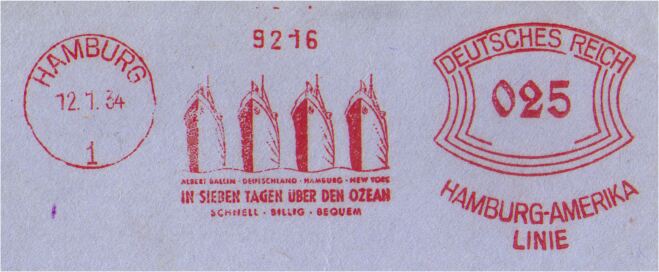 HAMBURG
12.1.34
1
9216
ALBERT BALLIN · DEUTSCHLAND · HAMBURG · NEW YORK
IN SIEBEN TAGEN ÜBER DEN OZEAN
SCHNELL · BILLIG · BEQUEM
DEUTSCHES REICH
025
HAMBURG-AMERIKA
LINIE